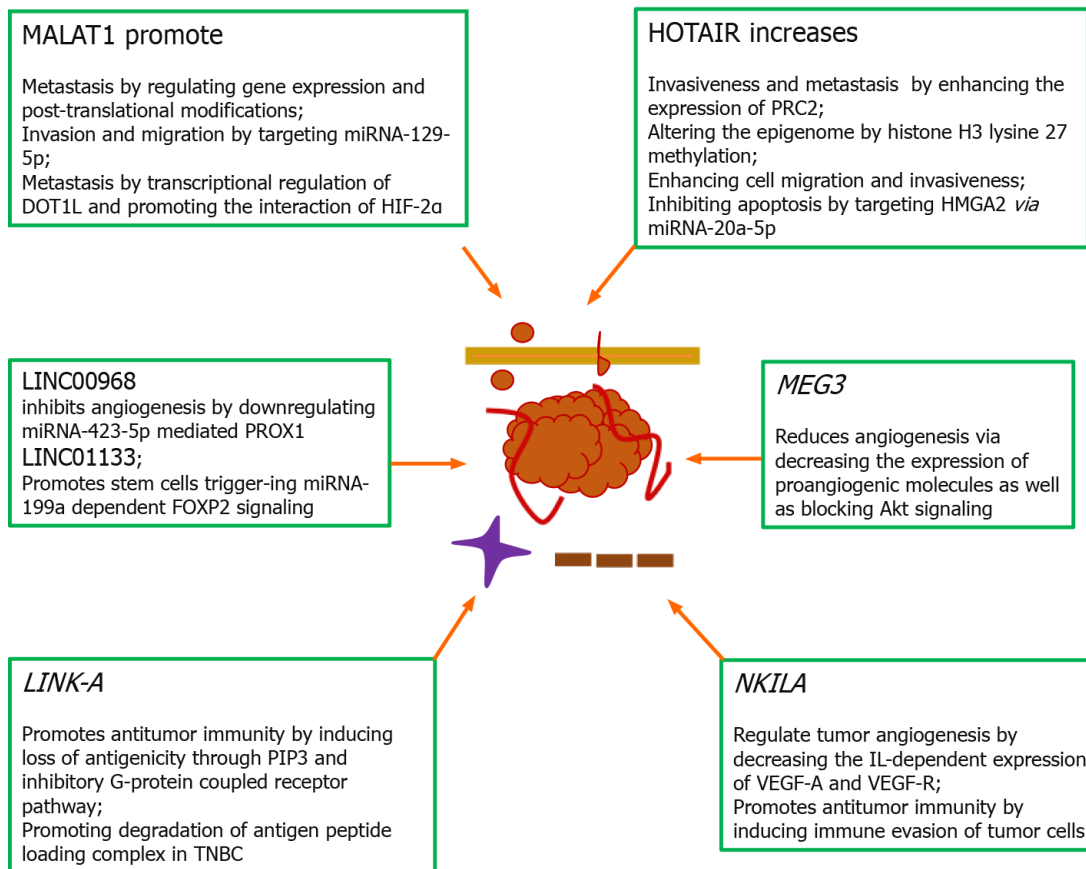 MALAT1 promote
Metastasis by regulating gene expression and
post-translational modifications;
Invasion and migration by targeting miRNA-129-
5p;
Metastasis by transcriptional regulation of
DOT1L and promoting the interaction of HIF-2α
HOTAIR increases
Invasiveness and metastasis by enhancing the
expression of PRC2;
Altering the epigenome by histone H3 lysine 27
methylation;
Enhancing cell migration and invasiveness;
Inhibiting apoptosis by targeting HMGA2 via
miRNA-20a-5p
LINC00968
inhibits angiogenesis by downregulating
miRNA-423-5p mediated PROX1
LINC01133;
Promotes stem cells trigger-ing miRNA-
199a dependent FOXP2 signaling
MEG3
Reduces angiogenesis via
decreasing the expression of
proangiogenic molecules as well
as blocking Akt signaling
LINK-A
Promotes antitumor immunity by inducing
loss of antigenicity through PIP3 and
inhibitory G-protein coupled receptor
pathway;
Promoting degradation of antigen peptide
loading complex in TNBC
NKILA
Regulate tumor angiogenesis by
decreasing the IL-dependent expression
of VEGF-A and VEGF-R;
Promotes antitumor immunity by
inducing immune evasion of tumor cells